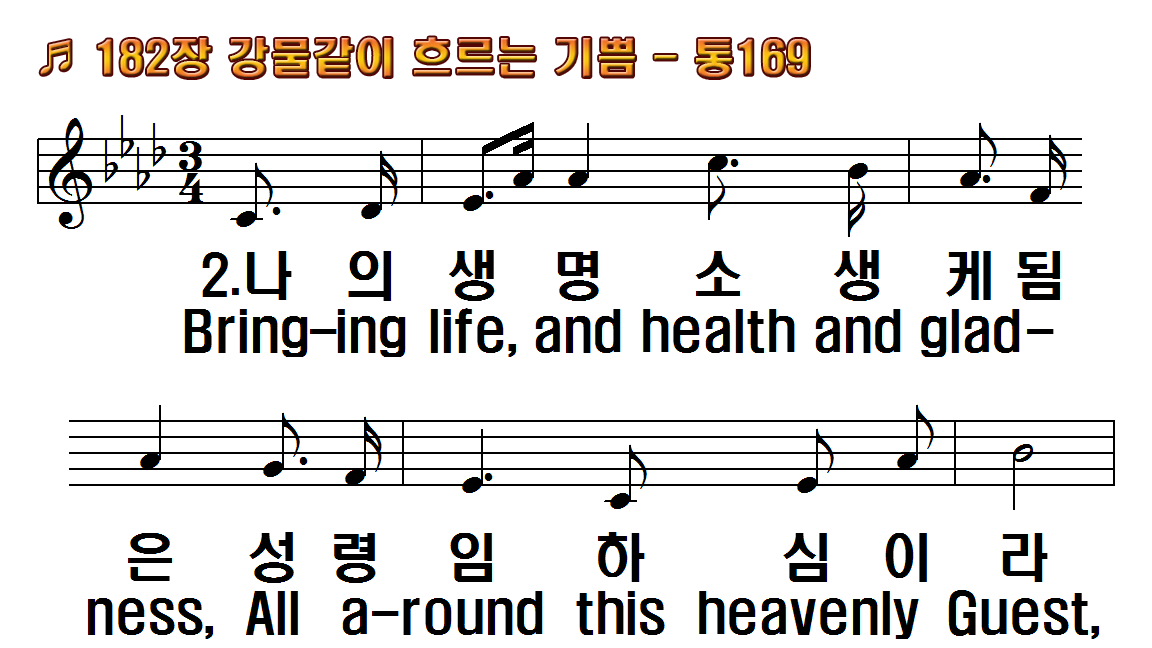 ♬ 182장 강물같이 흐르는 기쁨 - 통169
3
4
2.나 의 생 명 소 생 케 됨
Bring-ing life, and health and glad-
은 성 령 임 하 심 이 라
ness, All a-round this heavenly Guest,